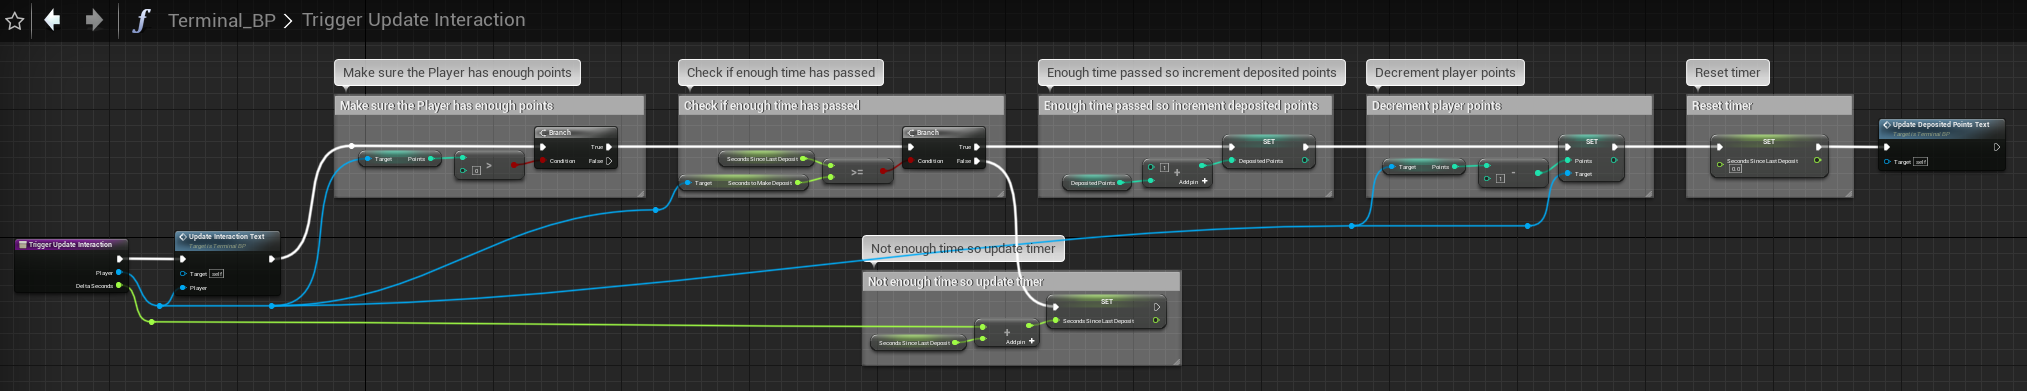 Terminal_BP > Trigger Update Interaction
Make sure the Player has enough points
Make sure the Player has enough points
Branch
True
Target Points
>
0
Condition False
Check if enough time has passed
Check if enough time has passed
Branch
True
Seconds Since Last Deposit
>=
Condition False
Target Seconds to Make Deposit
Enough time passed so increment deposited points
Enough time passed so increment deposited points
SET
Deposited Points
1
+
Add pin +
Deposited Points
Decrement player points
Decrement player points
SET
Points
Target Points
-
1
Target
Reset timer
Reset timer
SET
Seconds Since Last Deposit
0.0
Update Deposited Points Text
Target is Terminal BP
Target self
Trigger Update Interaction
Player
Delta Seconds
Update Interaction Text
Target is Terminal BP
Target self
Player
Not enough time so update timer
Not enough time so update timer
SET
Seconds Since Last Deposit
+
Add pin +
Seconds Since Last Deposit